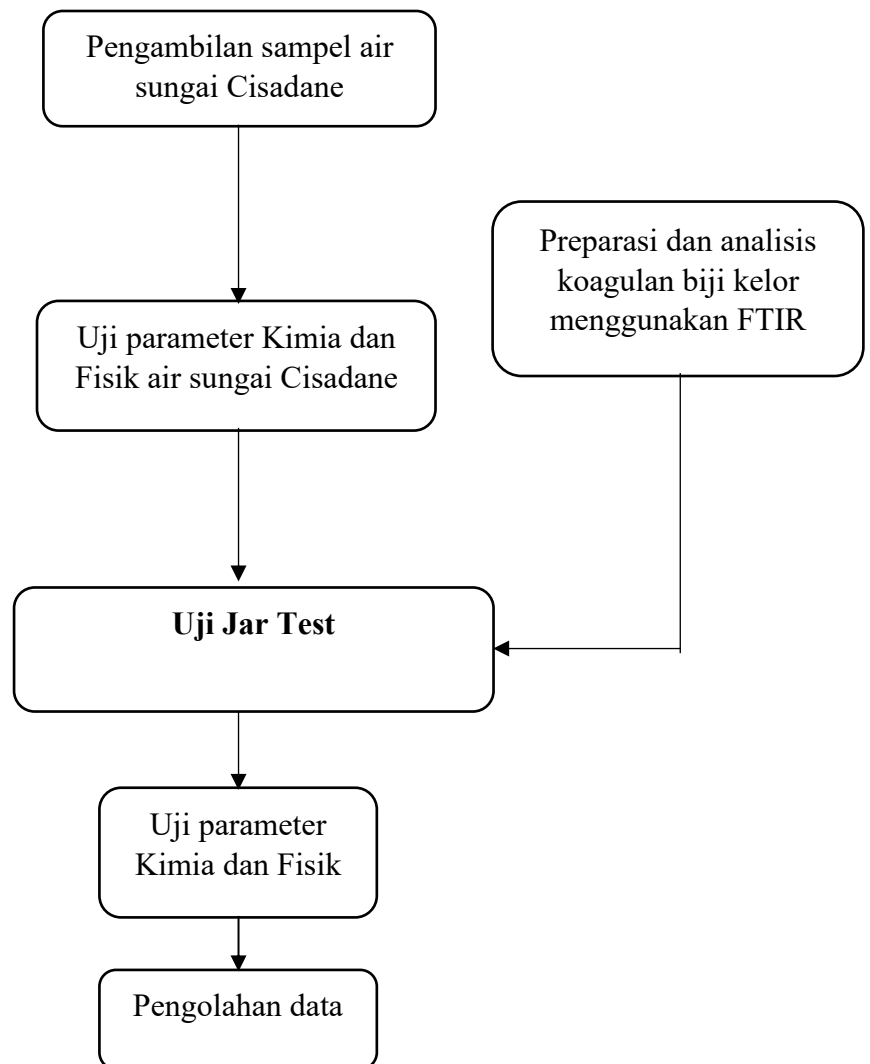 Pengambilan sampel air
sungai Cisadane
Preparasi dan analisis
koagulan biji kelor
menggunakan FTIR
Uji parameter Kimia dan
Fisik air sungai Cisadane
Uji Jar Test
Uji parameter
Kimia dan Fisik
Pengolahan data